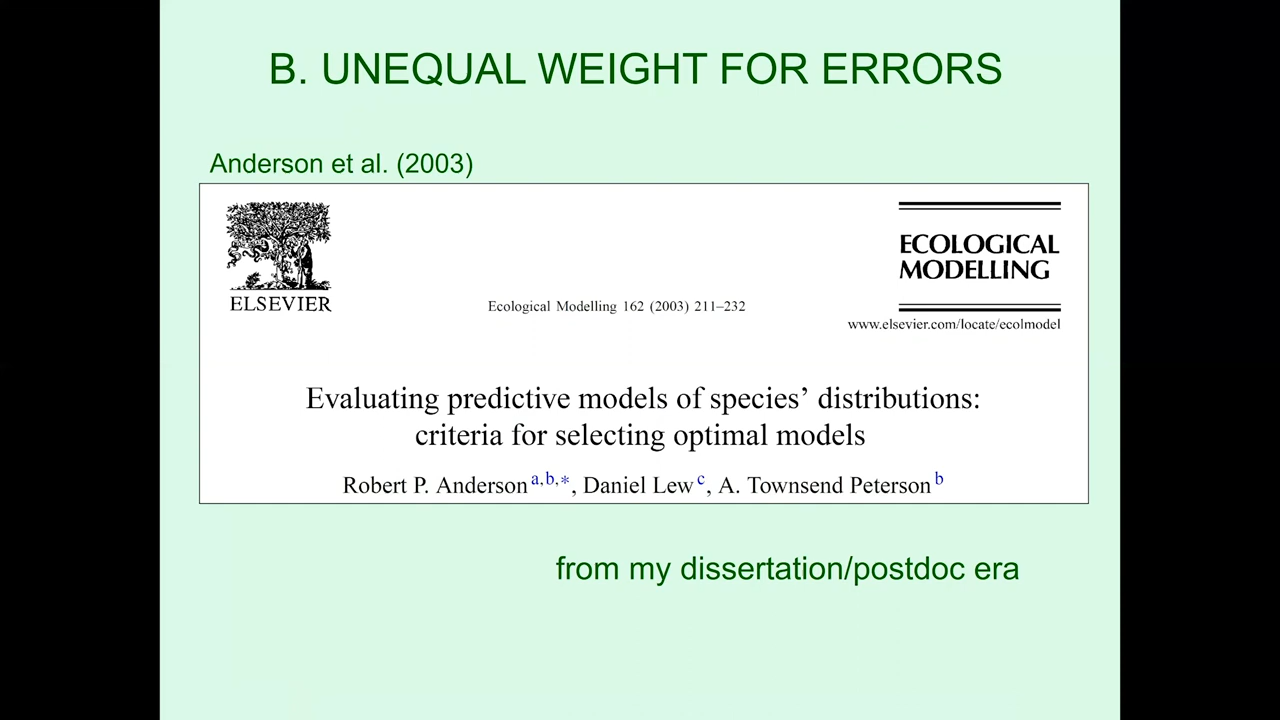 B. UNEQUAL WEIGHT FOR ERRORS
Anderson et al. (2003)
ELSEVIER
Ecological Modelling 162 (2003) 211–232
ECOLOGICAL
MODELLING
www.elsevier.com/locate/ecolmodel
Evaluating predictive models of species’ distributions:
criteria for selecting optimal models
Robert P. Anderson a,b,*, Daniel Lew c, A. Townsend Peterson b
from my dissertation/postdoc era